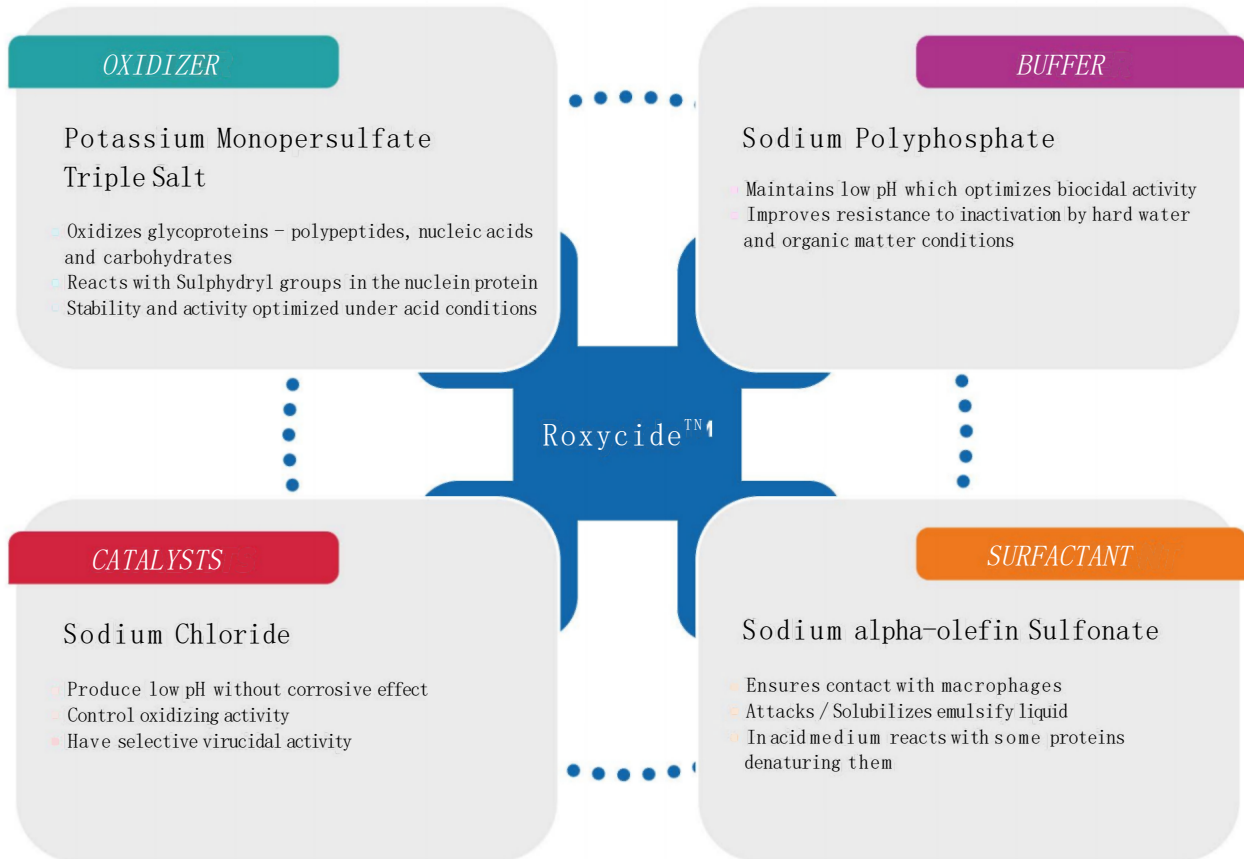 OXIDIZER
Potassium Monopersulfate
Triple Salt
Oxidizes glycoproteins – polypeptides, nucleic acids
and carbohydrates
Reacts with Sulphydryl groups in the nuclein protein
Stability and activity optimized under acid conditions
BUFFER
Sodium Polyphosphate
Maintains low pH which optimizes biocidal activity
Improves resistance to inactivation by hard water
and organic matter conditions
Roxycide™
CATALYSTS
Sodium Chloride
Produce low pH without corrosive effect
Control oxidizing activity
Have selective virucidal activity
SURFACTANT
Sodium alpha-olefin Sulfonate
Ensures contact with macrophages
Attacks / Solubilizes emulsify liquid
In acid medium reacts with some proteins
denaturing them